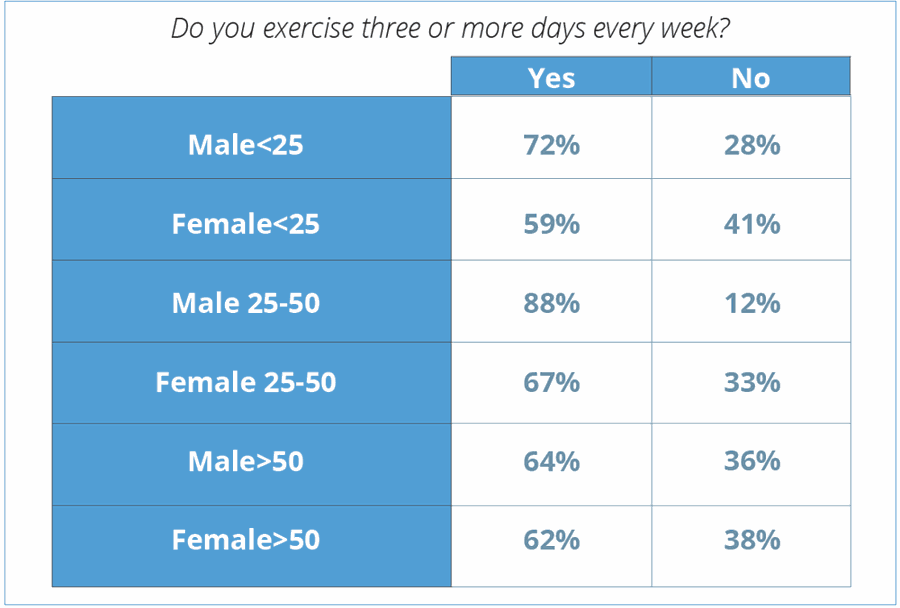 Do you exercise three or more days every week?
Yes No
Male<25 72% 28%
Female<25 59% 41%
Male 25-50 88% 12%
Female 25-50 67% 33%
Male>50 64% 36%
Female>50 62% 38%